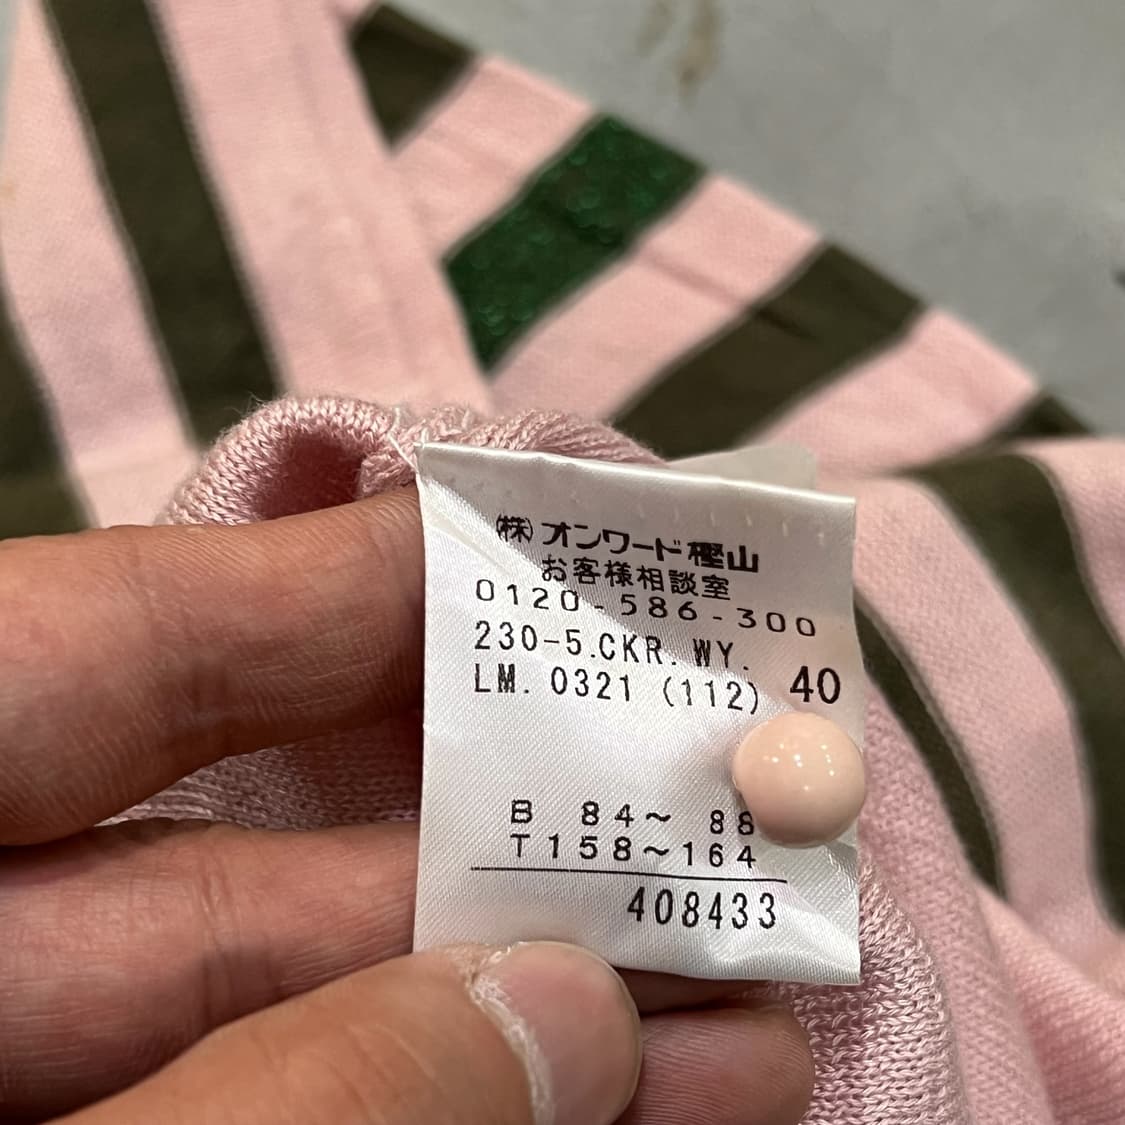 ㈱オンワード樫山
お客様相談室
0120-586-300
230-5.CKR.WY.
LM. 0321 (112) 40
B 84～ 88
T158～164
408433